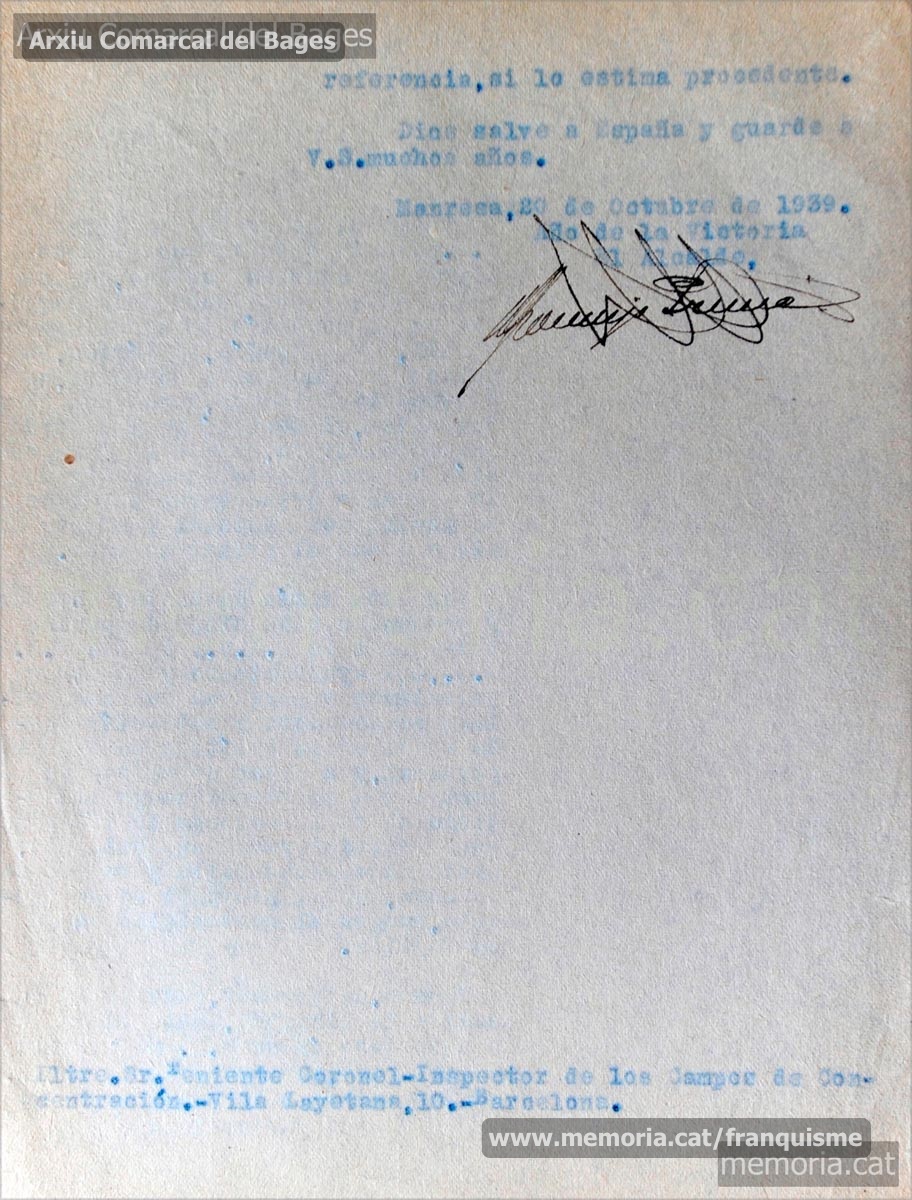 Arxiu Comarcal del Bages
referencia,si lo estima procedente.
Dios salve a España y guarde a
V.S.muchos años.
Manresa,20 de Octubre de 1939.
Año de la Victoria
El Alcalde,
Iltre.Sr.Teniente Coronel-Inspector de los Campos de Con-
centración.-Vila Layetana,10.-Barcelona.
www.memoria.cat/franquisme
memoria.cat